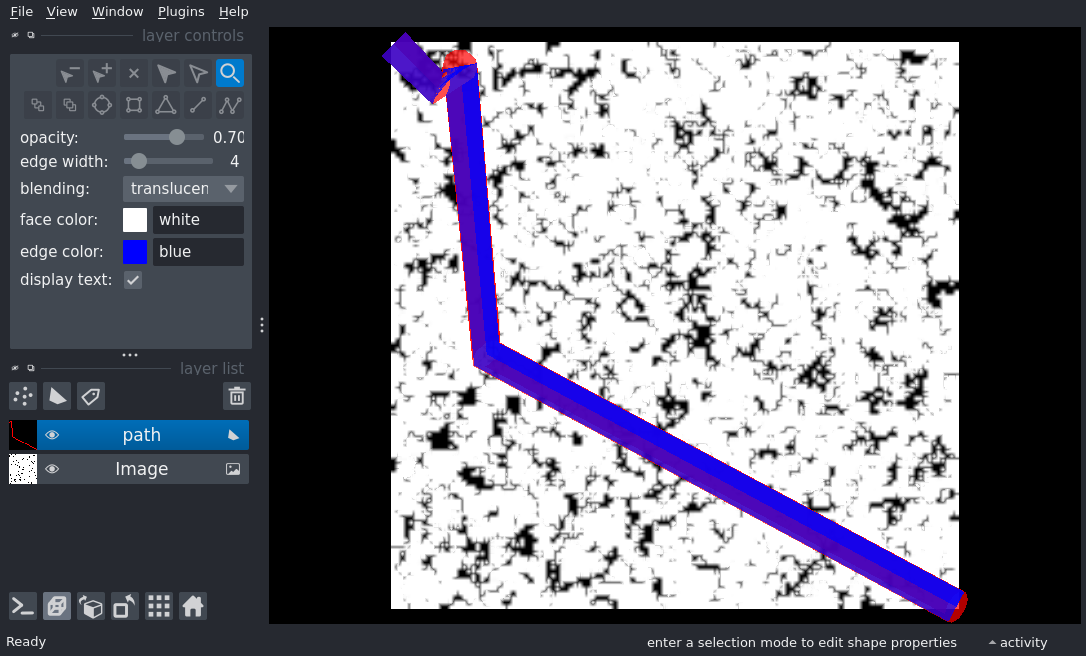 File View Window Plugins Help
layer controls
opacity: 0.70
edge width: 4
blending: translucen
face color: white
edge color: blue
display text:
layer list
path
Image
Ready
enter a selection mode to edit shape properties
activity